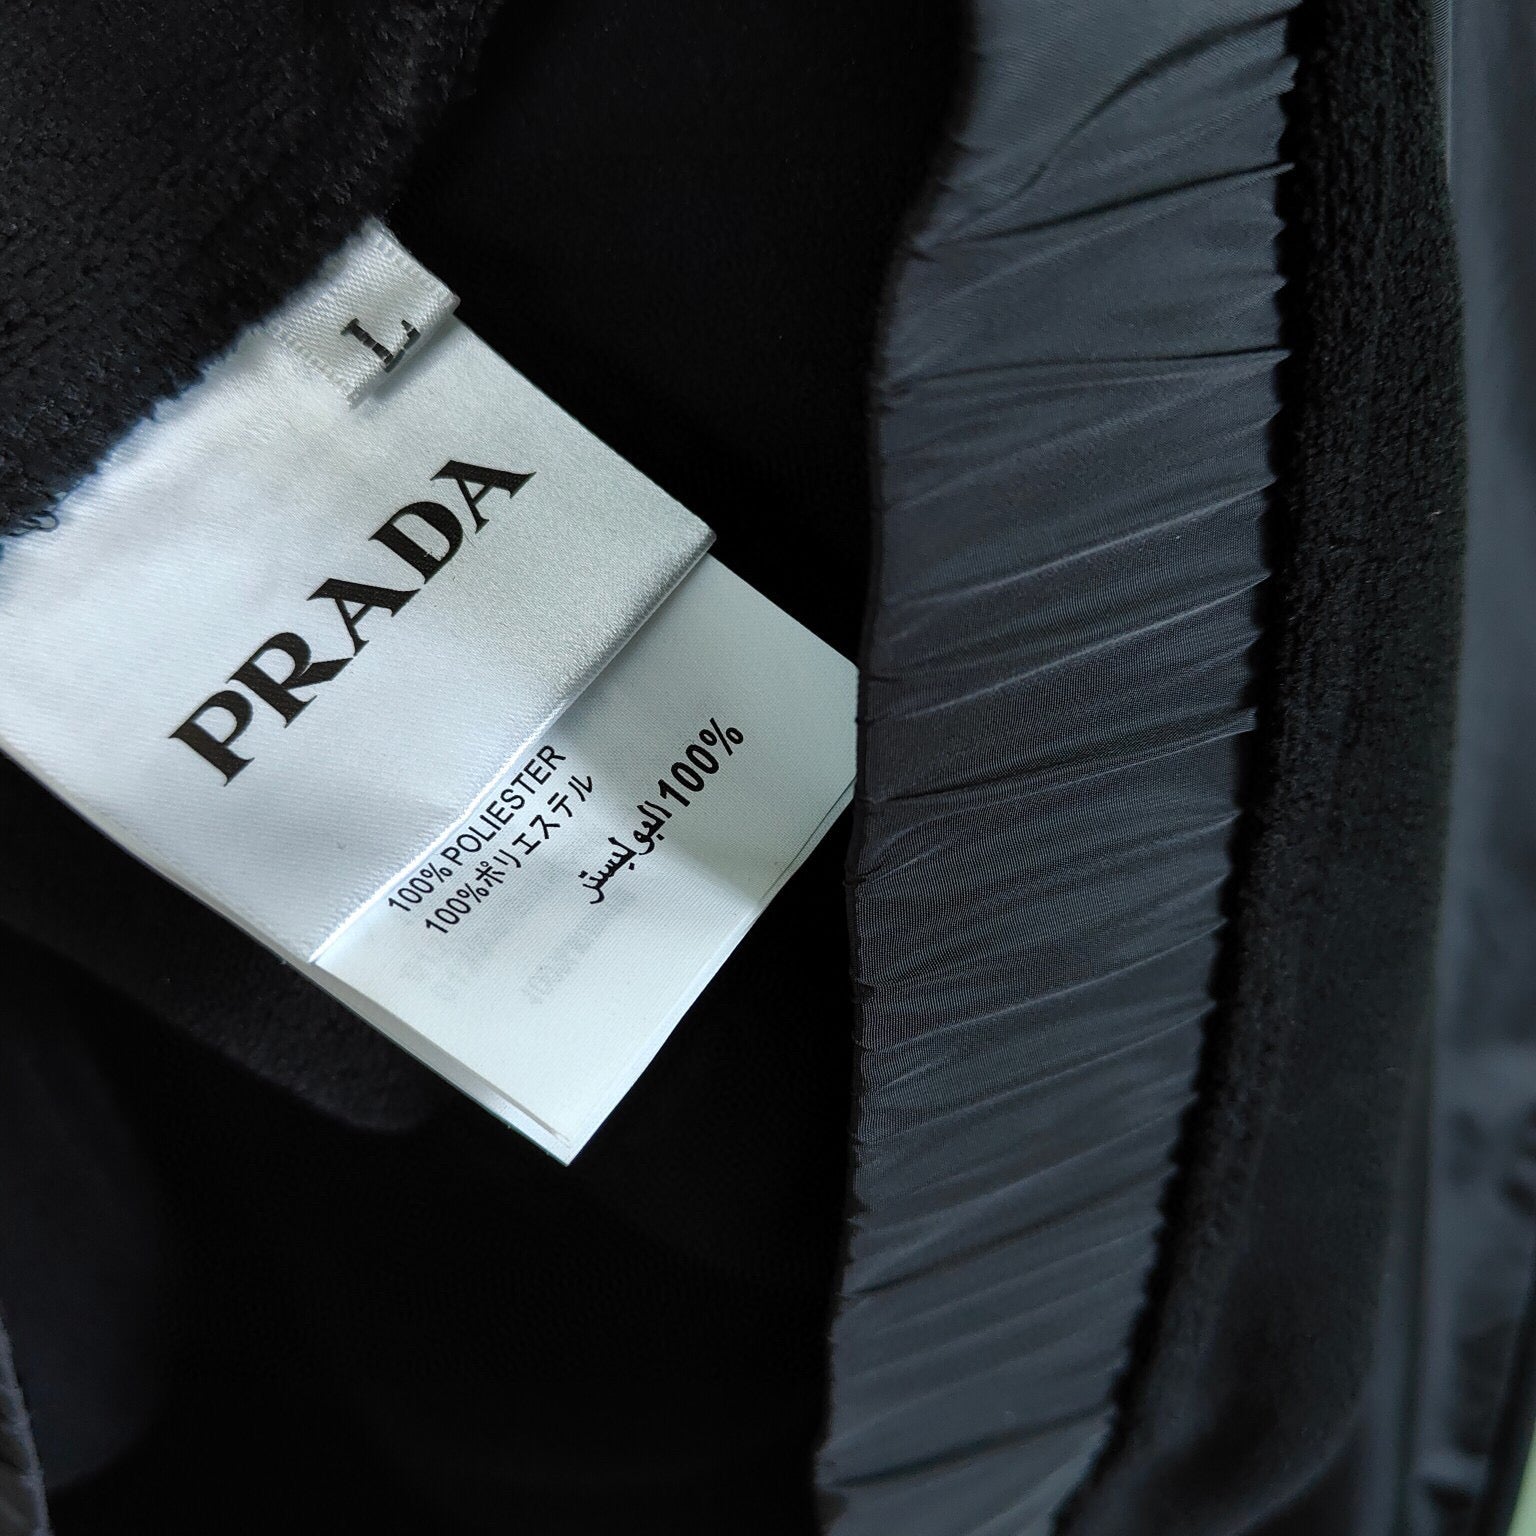 L
PRADA
100% POLIESTER
100%ポリエステル
البوليستر 100%